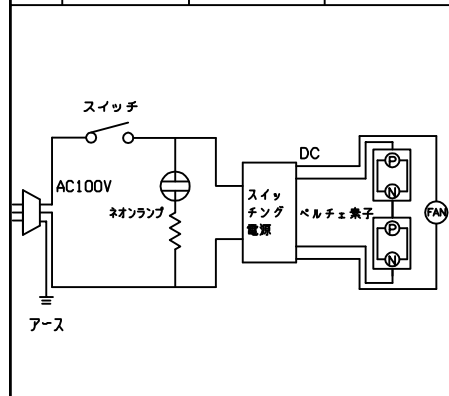 スイッチ
AC100V
ネオンランプ
アース
スイッ
チング
電源
DC
ペルチェ素子
P
N
P
N
FAN